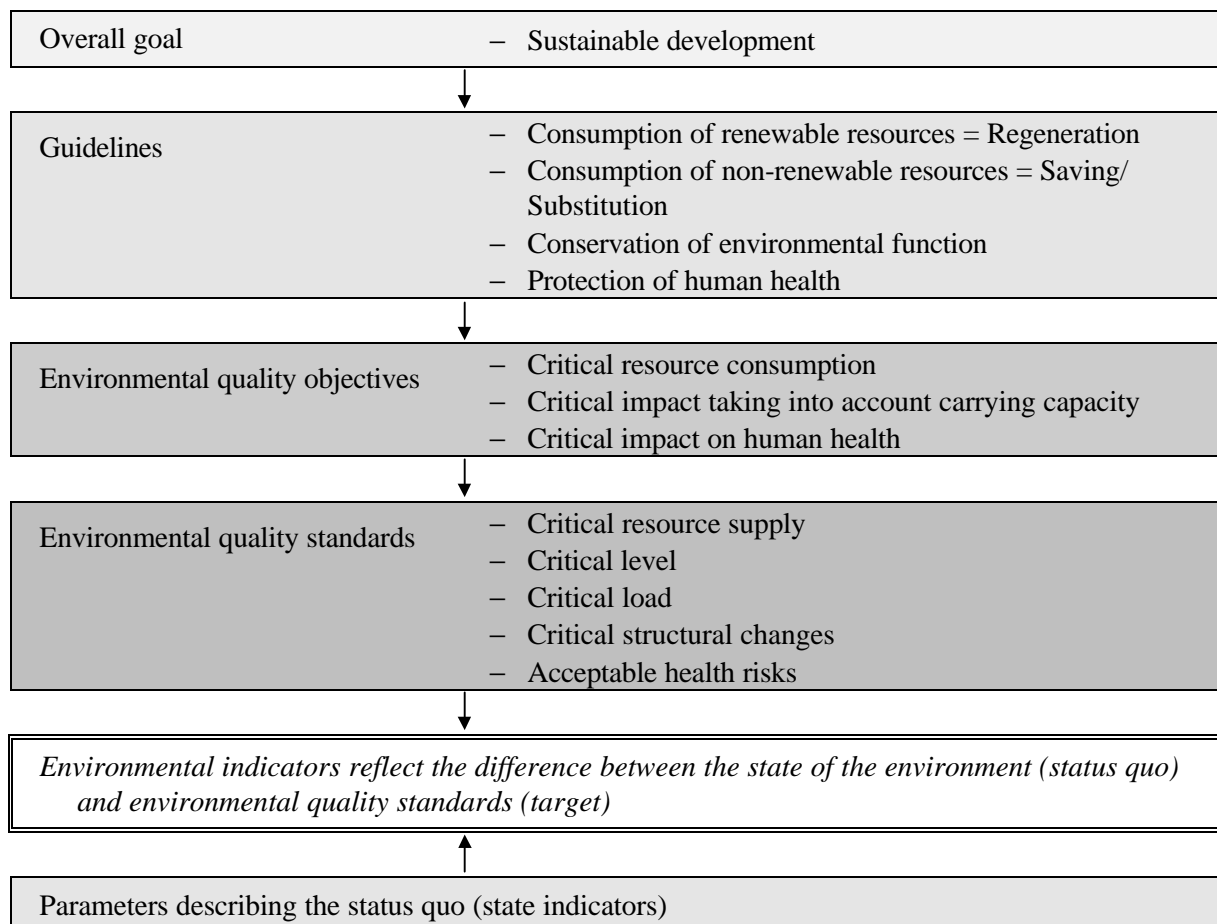 Overall goal – Sustainable development
Guidelines – Consumption of renewable resources = Regeneration
– Consumption of non-renewable resources = Saving/
Substitution
– Conservation of environmental function
– Protection of human health
Environmental quality objectives – Critical resource consumption
– Critical impact taking into account carrying capacity
– Critical impact on human health
Environmental quality standards – Critical resource supply
– Critical level
– Critical load
– Critical structural changes
– Acceptable health risks
Environmental indicators reflect the difference between the state of the environment (status quo)
and environmental quality standards (target)
Parameters describing the status quo (state indicators)